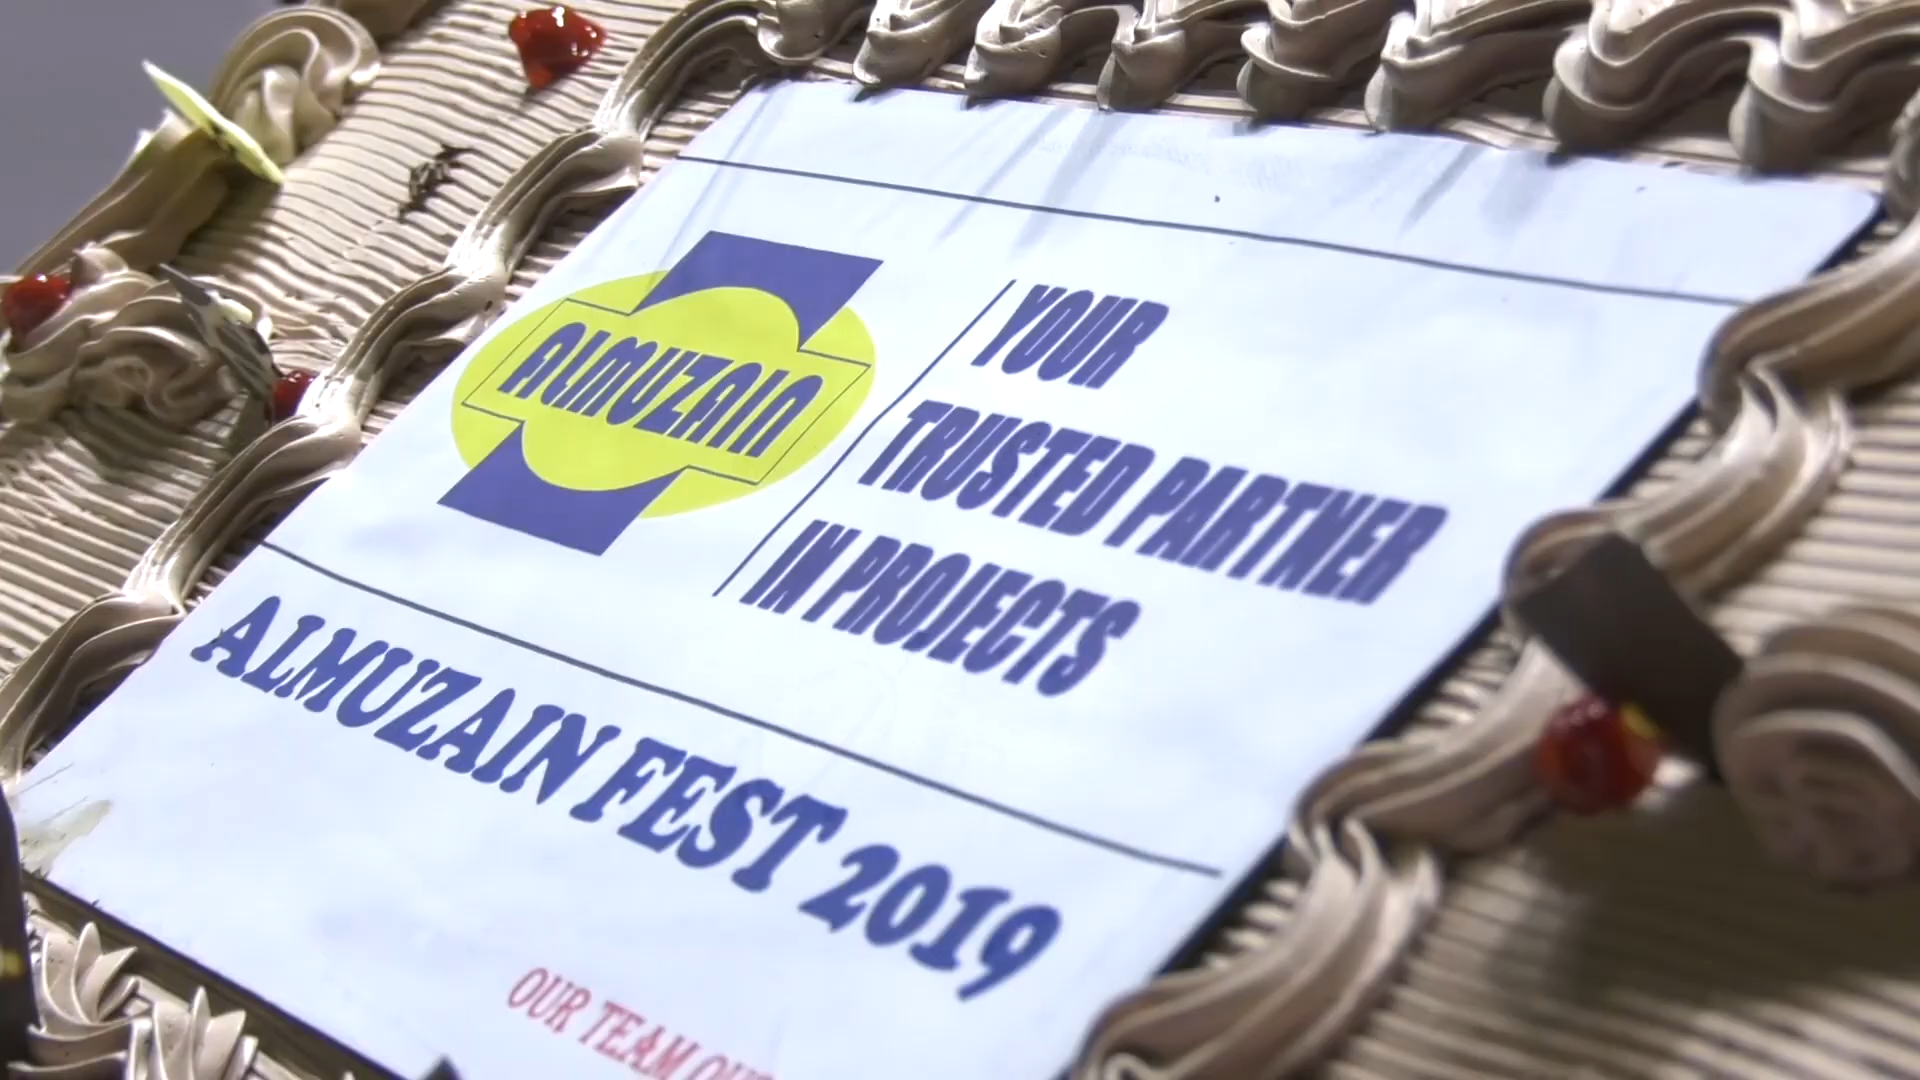 ALMUZAIN
YOUR
TRUSTED PARTNER
IN PROJECTS
ALMUZAIN FEST 2019
OUR TEAM